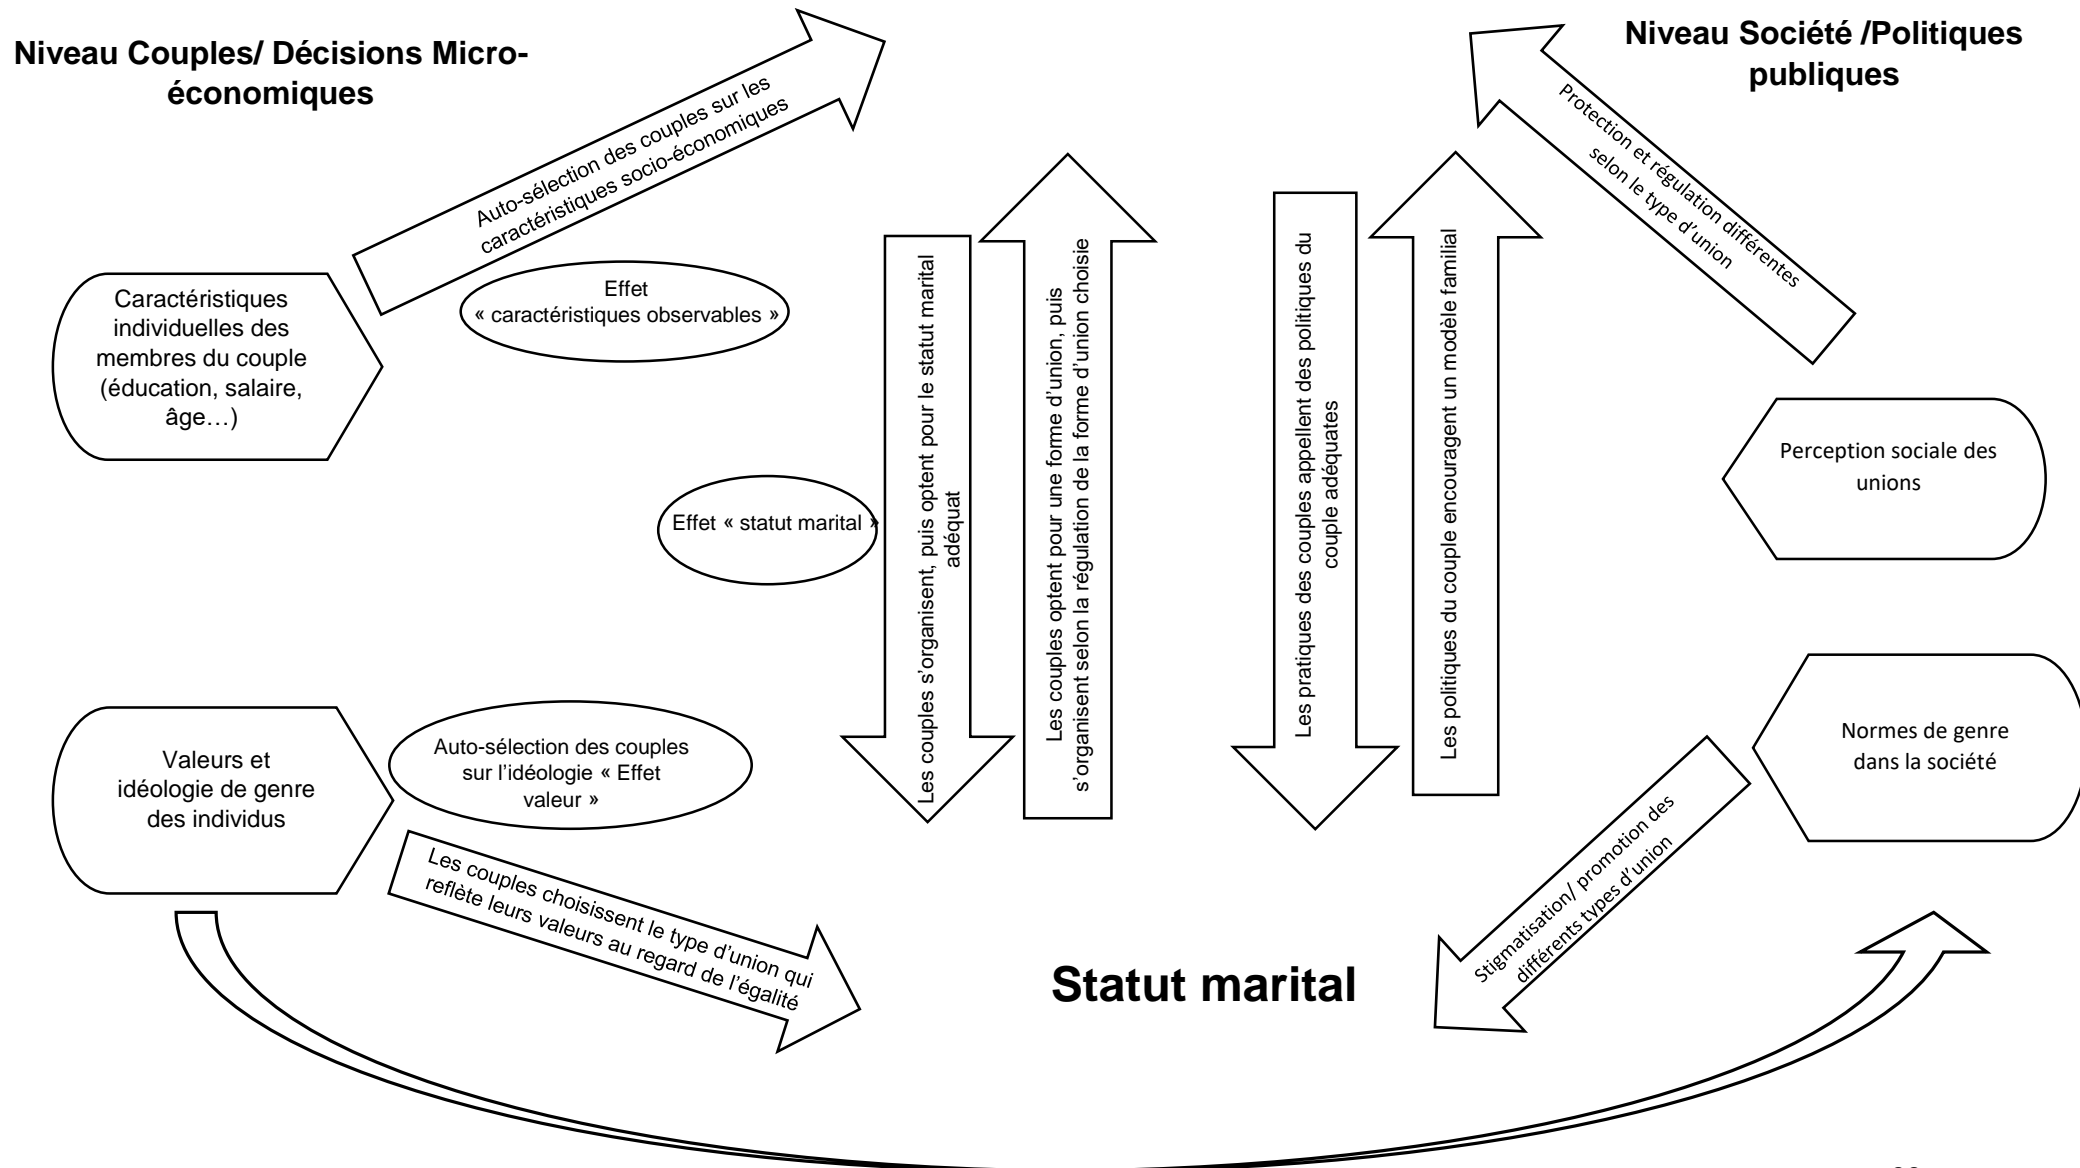 Niveau Couples/ Décisions Micro-
économiques
Niveau Société /Politiques
publiques
Auto-sélection des couples sur les
caractéristiques socio-économiques
Protection et régulation différentes
selon le type d’union
Caractéristiques
individuelles des
membres du couple
(éducation, salaire,
âge…)
Effet
« caractéristiques observables »
Effet « statut marital »
Les couples s’organisent, puis optent pour le statut marital
adéquat
Les couples optent pour une forme d’union, puis
s’organisent selon la régulation de la forme d’union choisie
Les pratiques des couples appellent des politiques du
couple adéquates
Les politiques du couple encouragent un modèle familial
Perception sociale des
unions
Valeurs et
idéologie de genre
des individus
Auto-sélection des couples
sur l’idéologie « Effet
valeur »
Normes de genre
dans la société
Les couples choisissent le type d’union qui
reflète leurs valeurs au regard de l’égalité
Stigmatisation/ promotion des
différents types d’union
Statut marital